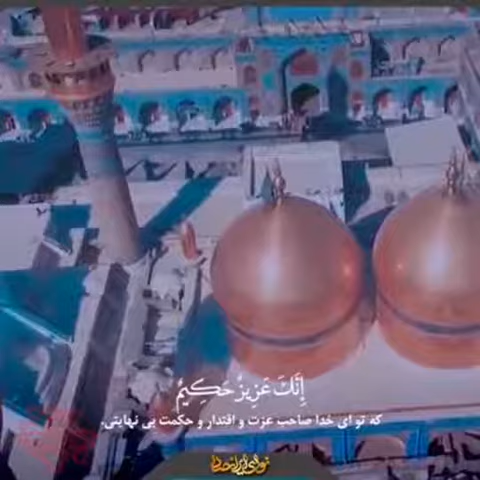 إِنَّكَ عَزِيزٌ حَكِيمٌ
که تو ای خدا صاحب عزت و اقتدار و حکمت بی نهایتی.